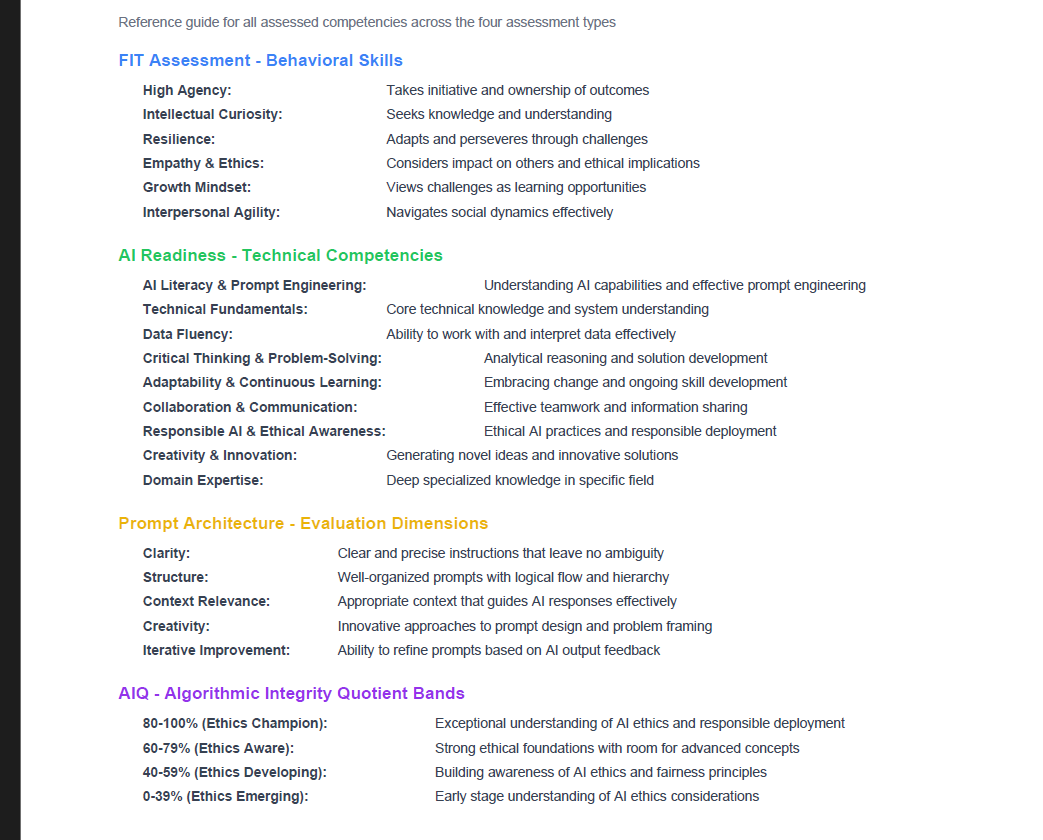 Reference guide for all assessed competencies across the four assessment types
FIT Assessment - Behavioral Skills
High Agency: Takes initiative and ownership of outcomes
Intellectual Curiosity: Seeks knowledge and understanding
Resilience: Adapts and perseveres through challenges
Empathy & Ethics: Considers impact on others and ethical implications
Growth Mindset: Views challenges as learning opportunities
Interpersonal Agility: Navigates social dynamics effectively
AI Readiness - Technical Competencies
AI Literacy & Prompt Engineering: Understanding AI capabilities and effective prompt engineering
Technical Fundamentals: Core technical knowledge and system understanding
Data Fluency: Ability to work with and interpret data effectively
Critical Thinking & Problem-Solving: Analytical reasoning and solution development
Adaptability & Continuous Learning: Embracing change and ongoing skill development
Collaboration & Communication: Effective teamwork and information sharing
Responsible AI & Ethical Awareness: Ethical AI practices and responsible deployment
Creativity & Innovation: Generating novel ideas and innovative solutions
Domain Expertise: Deep specialized knowledge in specific field
Prompt Architecture - Evaluation Dimensions
Clarity: Clear and precise instructions that leave no ambiguity
Structure: Well-organized prompts with logical flow and hierarchy
Context Relevance: Appropriate context that guides AI responses effectively
Creativity: Innovative approaches to prompt design and problem framing
Iterative Improvement: Ability to refine prompts based on AI output feedback
AIQ - Algorithmic Integrity Quotient Bands
80-100% (Ethics Champion): Exceptional understanding of AI ethics and responsible deployment
60-79% (Ethics Aware): Strong ethical foundations with room for advanced concepts
40-59% (Ethics Developing): Building awareness of AI ethics and fairness principles
0-39% (Ethics Emerging): Early stage understanding of AI ethics considerations